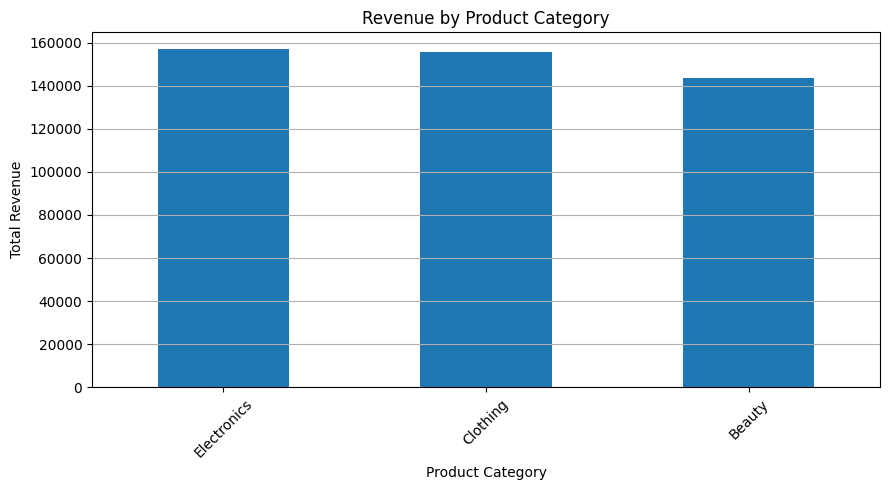 Revenue by Product Category
Total Revenue
160000
140000
120000
100000
80000
60000
40000
20000
0
Electronics
Clothing
Beauty
Product Category